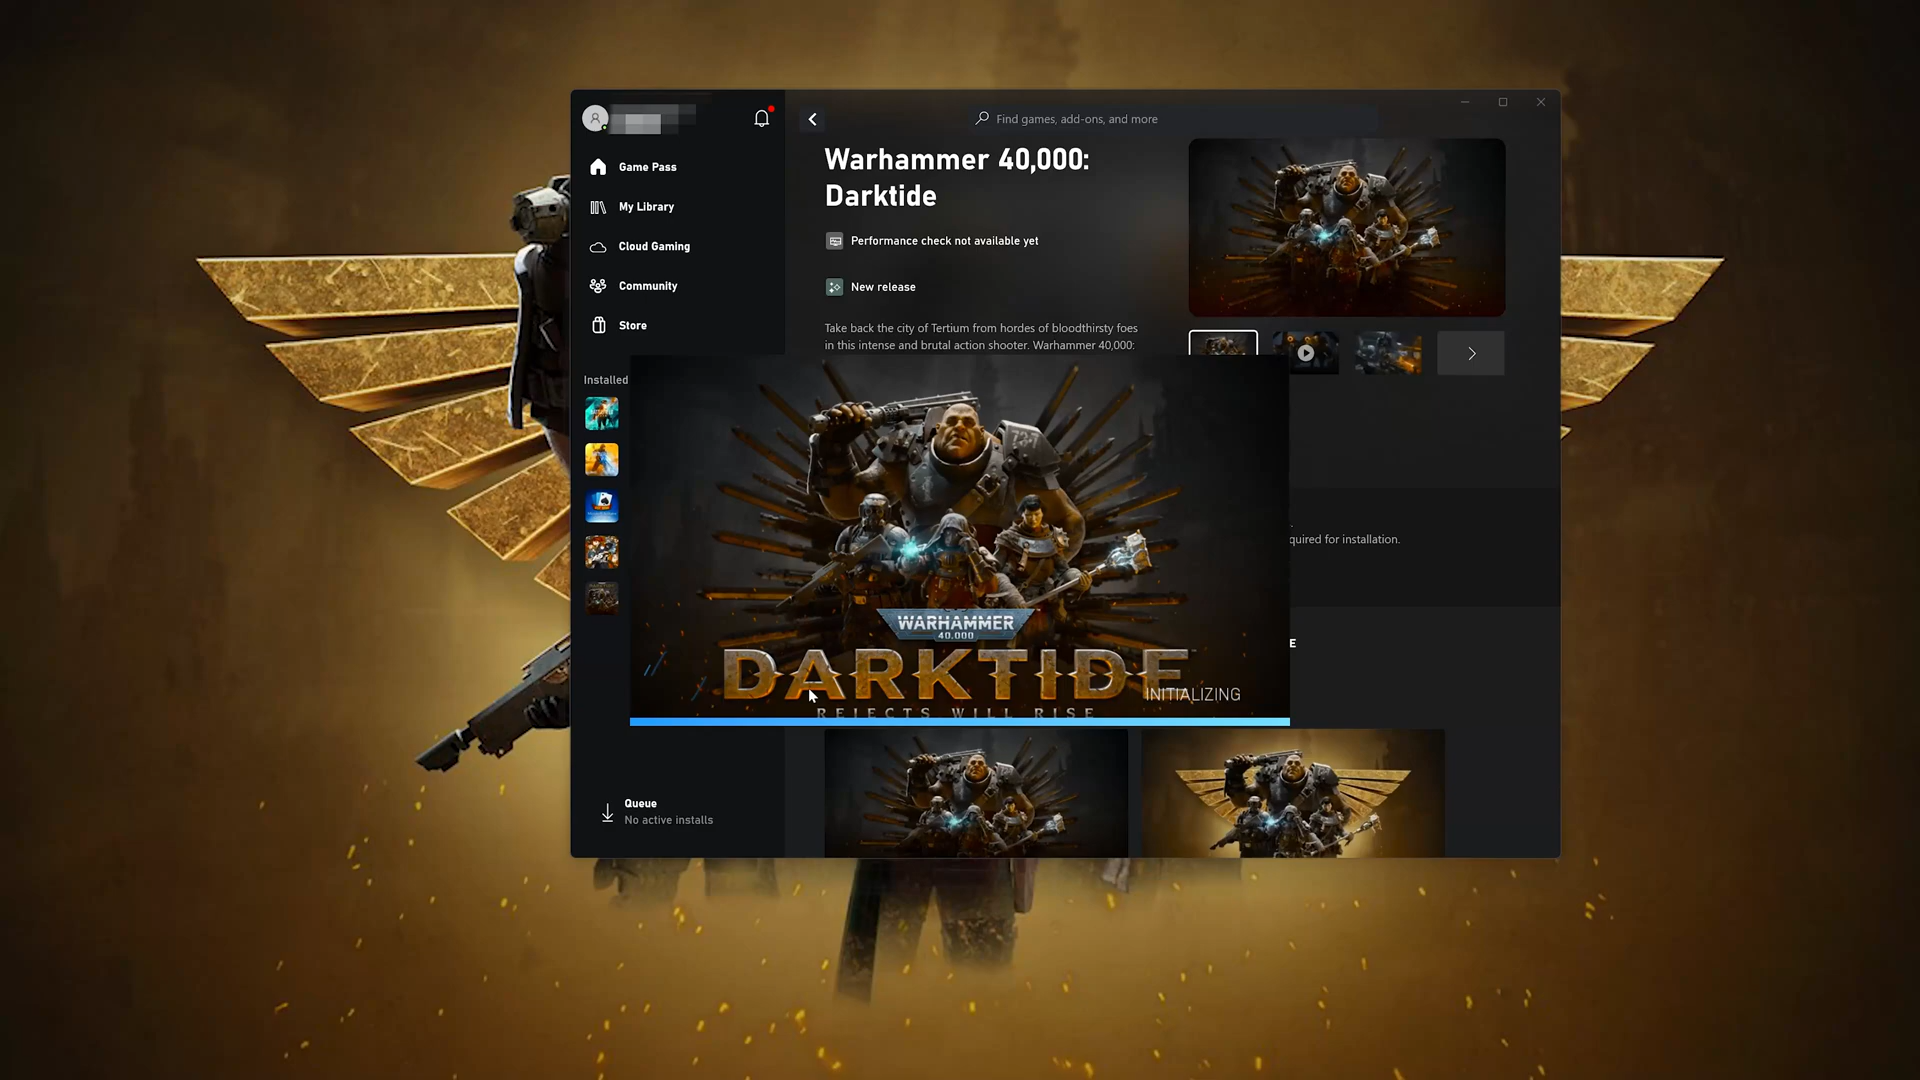 Find games, add-ons, and more
Game Pass
My Library
Cloud Gaming
Community
Store
Installed
Queue
No active installs
Warhammer 40,000:
Darktide
Performance check not available yet
New release
Take back the city of Tertium from hordes of bloodthirsty foes
in this intense and brutal action shooter. Warhammer 40,000:
quired for installation.
E
WARHAMMER
40,000
DARKTIDE
INITIALIZING
REJECTS WILL RISE